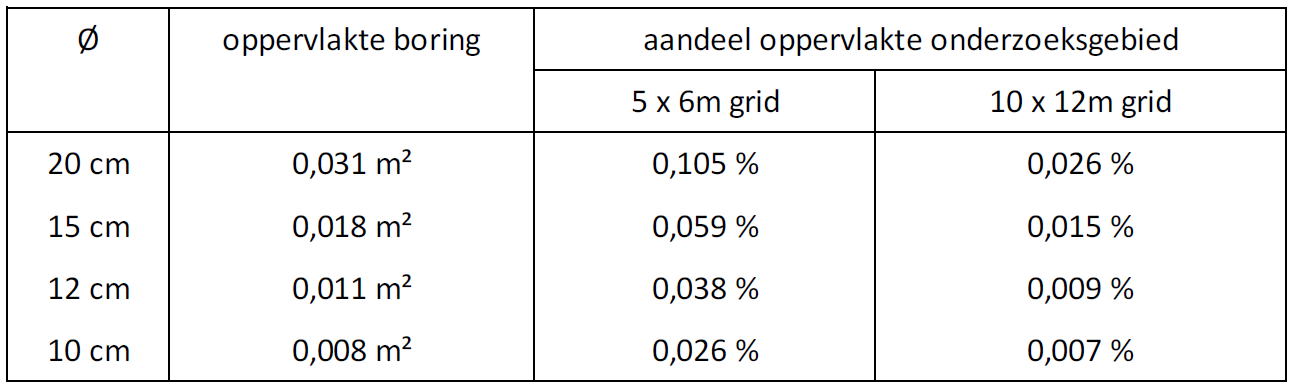 Ø oppervlakte boring aandeel oppervlakte onderzoeksgebied
5 x 6m grid 10 x 12m grid
20 cm 0,031 m² 0,105 % 0,026 %
15 cm 0,018 m² 0,059 % 0,015 %
12 cm 0,011 m² 0,038 % 0,009 %
10 cm 0,008 m² 0,026 % 0,007 %